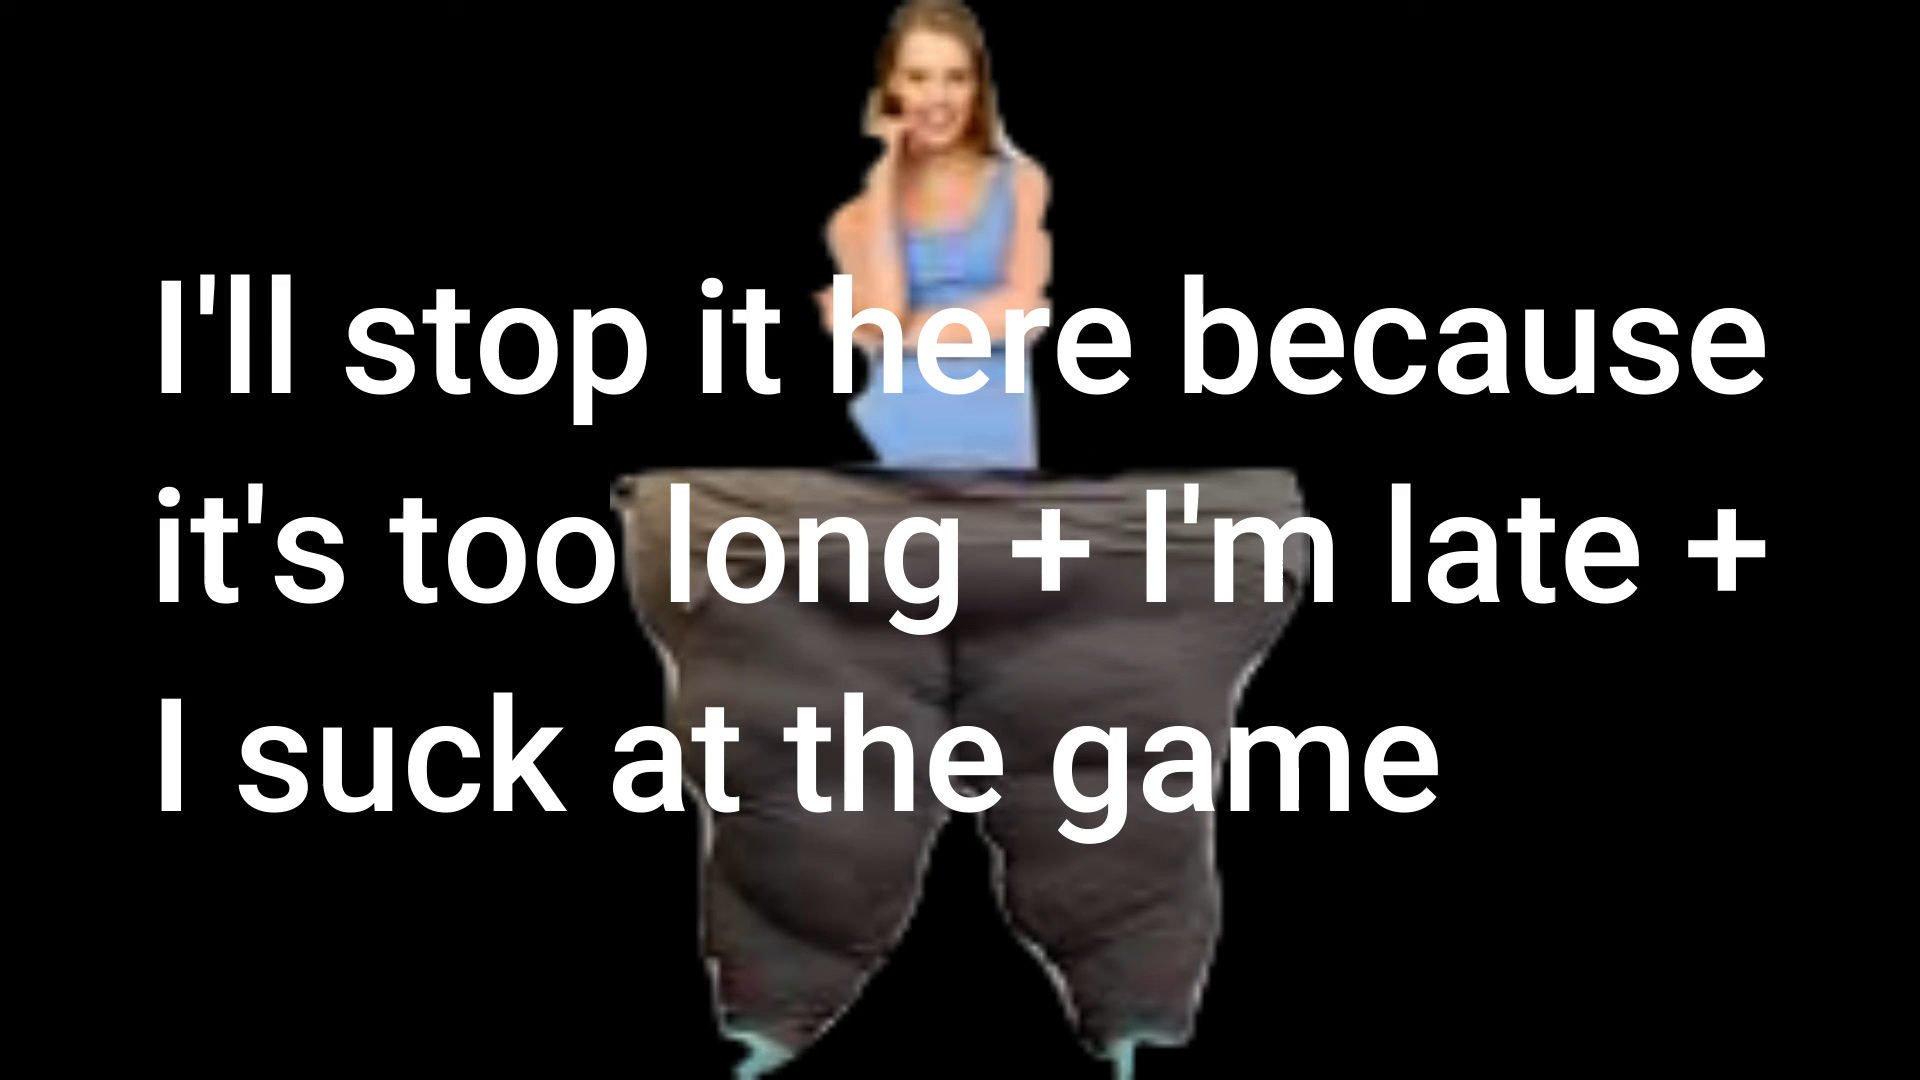 I'll stop it here because
it's too long + I'm late +
I suck at the game